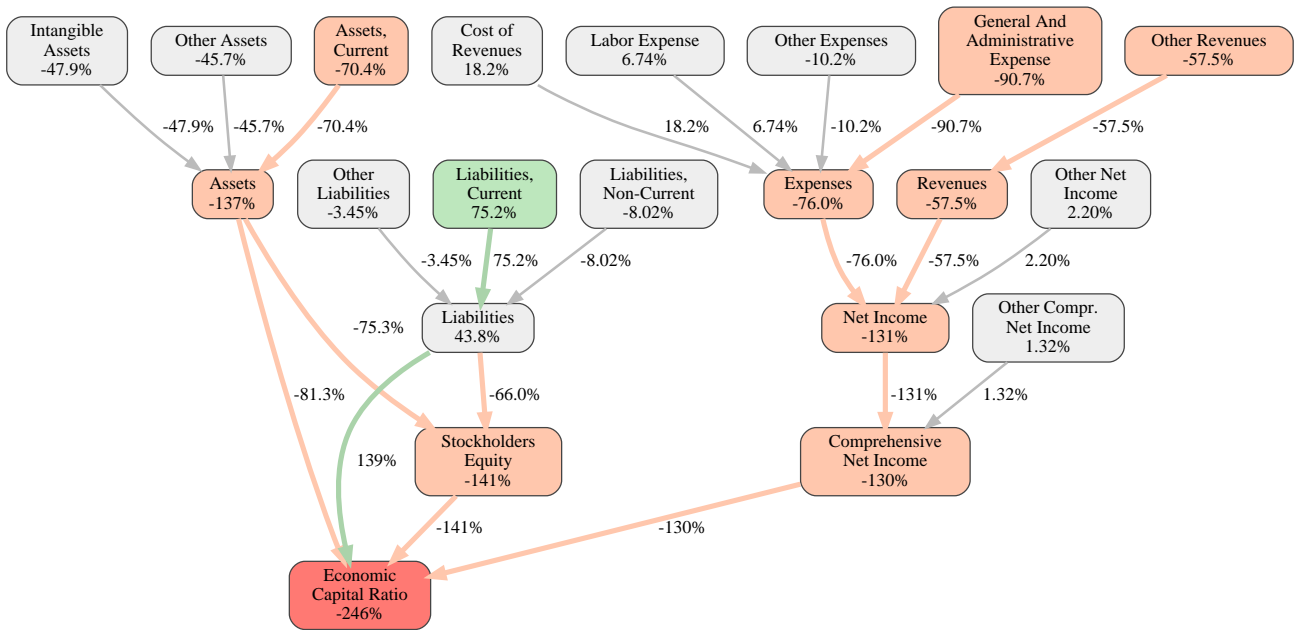 Intangible
Assets
-47.9%
Other Assets
-45.7%
Assets,
Current
-70.4%
Cost of
Revenues
18.2%
Labor Expense
6.74%
Other Expenses
-10.2%
General And
Administrative
Expense
-90.7%
Other Revenues
-57.5%
-47.9%
-45.7%
-70.4%
18.2%
6.74%
-10.2%
-90.7%
-57.5%
Assets
-137%
Other
Liabilities
-3.45%
Liabilities,
Current
75.2%
Liabilities,
Non-Current
-8.02%
Expenses
-76.0%
Revenues
-57.5%
Other Net
Income
2.20%
-3.45%
75.2%
-8.02%
-76.0%
-57.5%
2.20%
-75.3%
Liabilities
43.8%
Net Income
-131%
Other Compr.
Net Income
1.32%
-81.3%
-66.0%
-131%
1.32%
139%
Stockholders
Equity
-141%
Comprehensive
Net Income
-130%
-141%
-130%
Economic
Capital Ratio
-246%